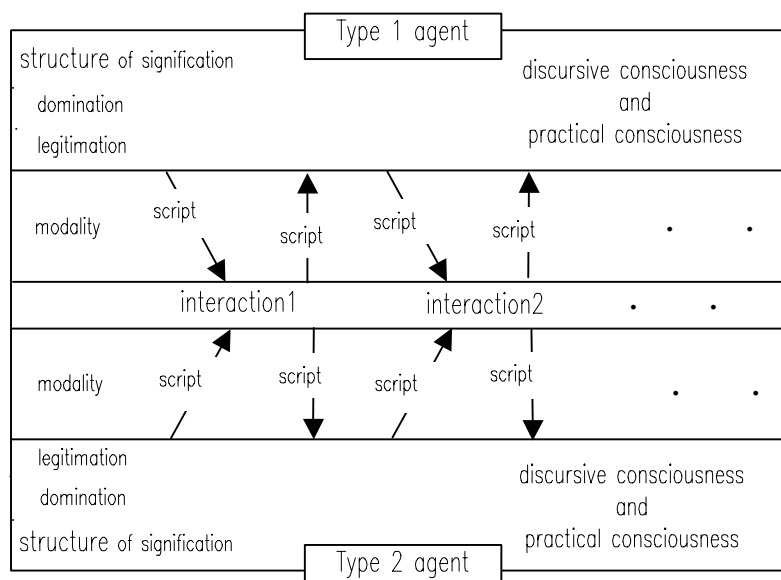 Type 1 agent
structure of signification
domination
legitimation
discursive consciousness
and
practical consciousness
modality
script
script
script
script
interaction1
interaction2
modality
script
script
script
script
legitimation
domination
structure of signification
discursive consciousness
and
practical consciousness
Type 2 agent